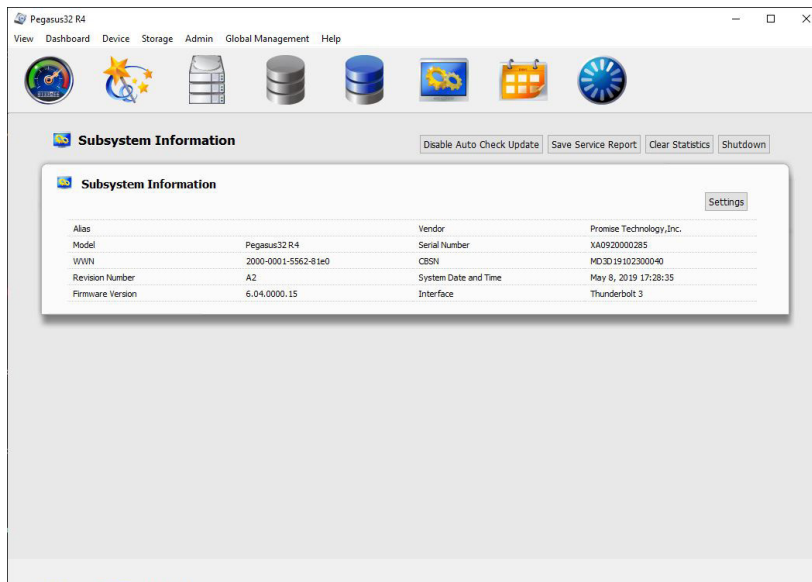 Pegasus32 R4
View Dashboard Device Storage Admin Global Management Help
Subsystem Information
Disable Auto Check Update Save Service Report Clear Statistics Shutdown
Subsystem Information
Settings
Alias Vendor Promise Technology,Inc.
Model Pegasus32 R4 Serial Number XA0920000285
WWN 2000-0001-5562-81e0 CBSN MD3D19102300040
Revision Number A2 System Date and Time May 8, 2019 17:28:35
Firmware Version 6.04.0000.15 Interface Thunderbolt 3